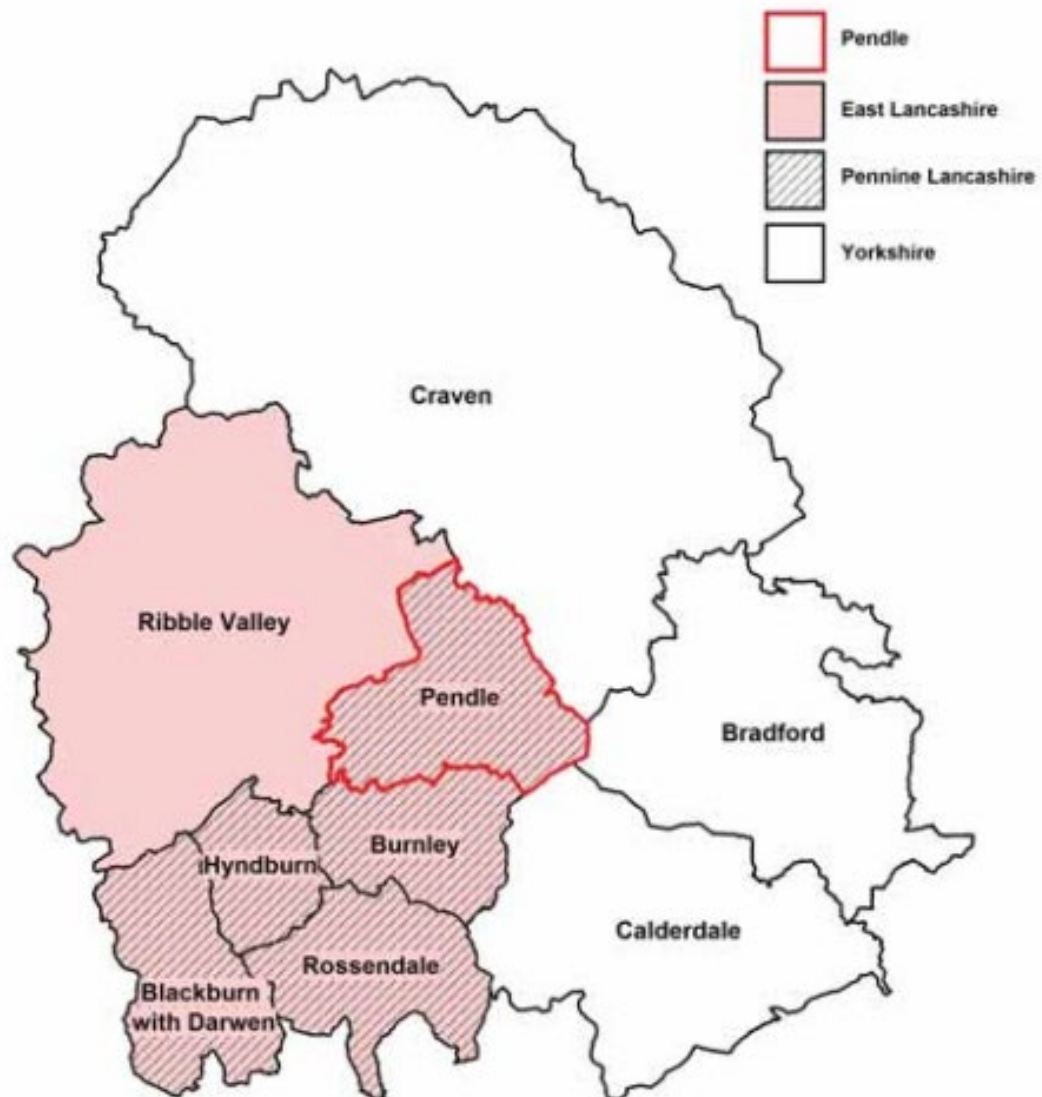 Pendle
East Lancashire
Pennine Lancashire
Yorkshire
Craven
Ribble Valley
Pendle
Bradford
Burnley
Hyndburn
Calderdale
Rossendale
Blackburn
with Darwen